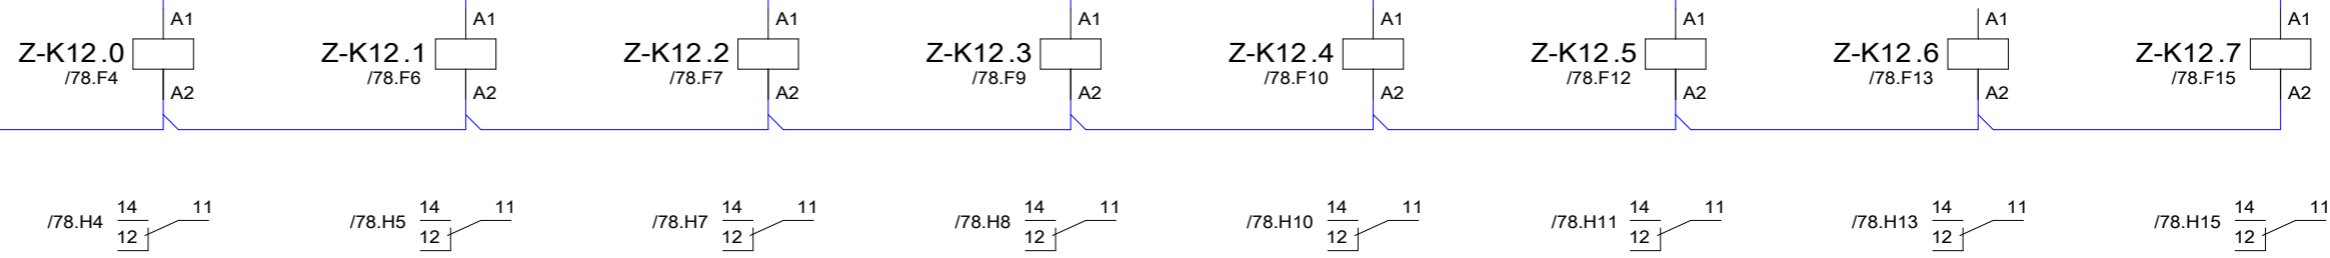 A1 A1 A1 A1 A1 A1 A1 A1
Z-K12.0 Z-K12.1 Z-K12.2 Z-K12.3 Z-K12.4 Z-K12.5 Z-K12.6 Z-K12.7
/78.F4 /78.F6 /78.F7 /78.F9 /78.F10 /78.F12 /78.F13 /78.F15
A2 A2 A2 A2 A2 A2 A2 A2
14 11 14 11 14 11 14 11 14 11 14 11 14 11 14 11
/78.H4 /78.H5 /78.H7 /78.H8 /78.H10 /78.H11 /78.H13 /78.H15
12 12 12 12 12 12 12 12